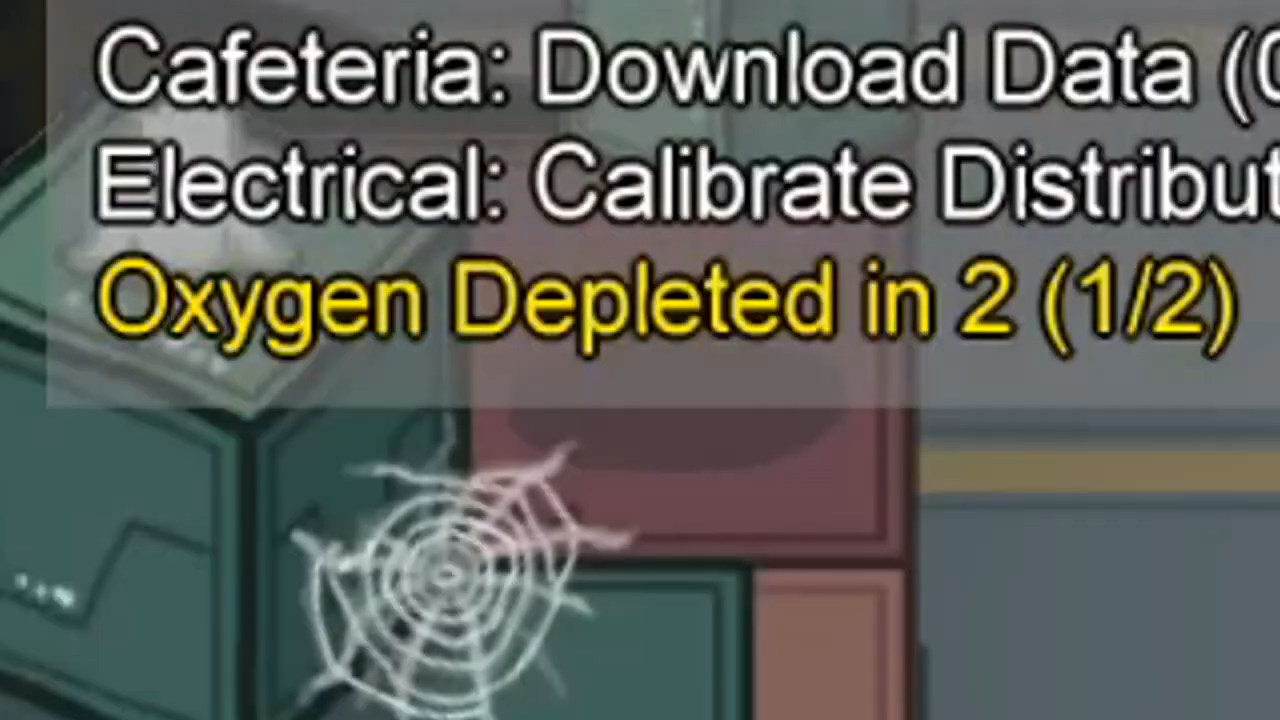 Cafeteria: Download Data (
Electrical: Calibrate
Oxygen Depleted in 2 (1/2)